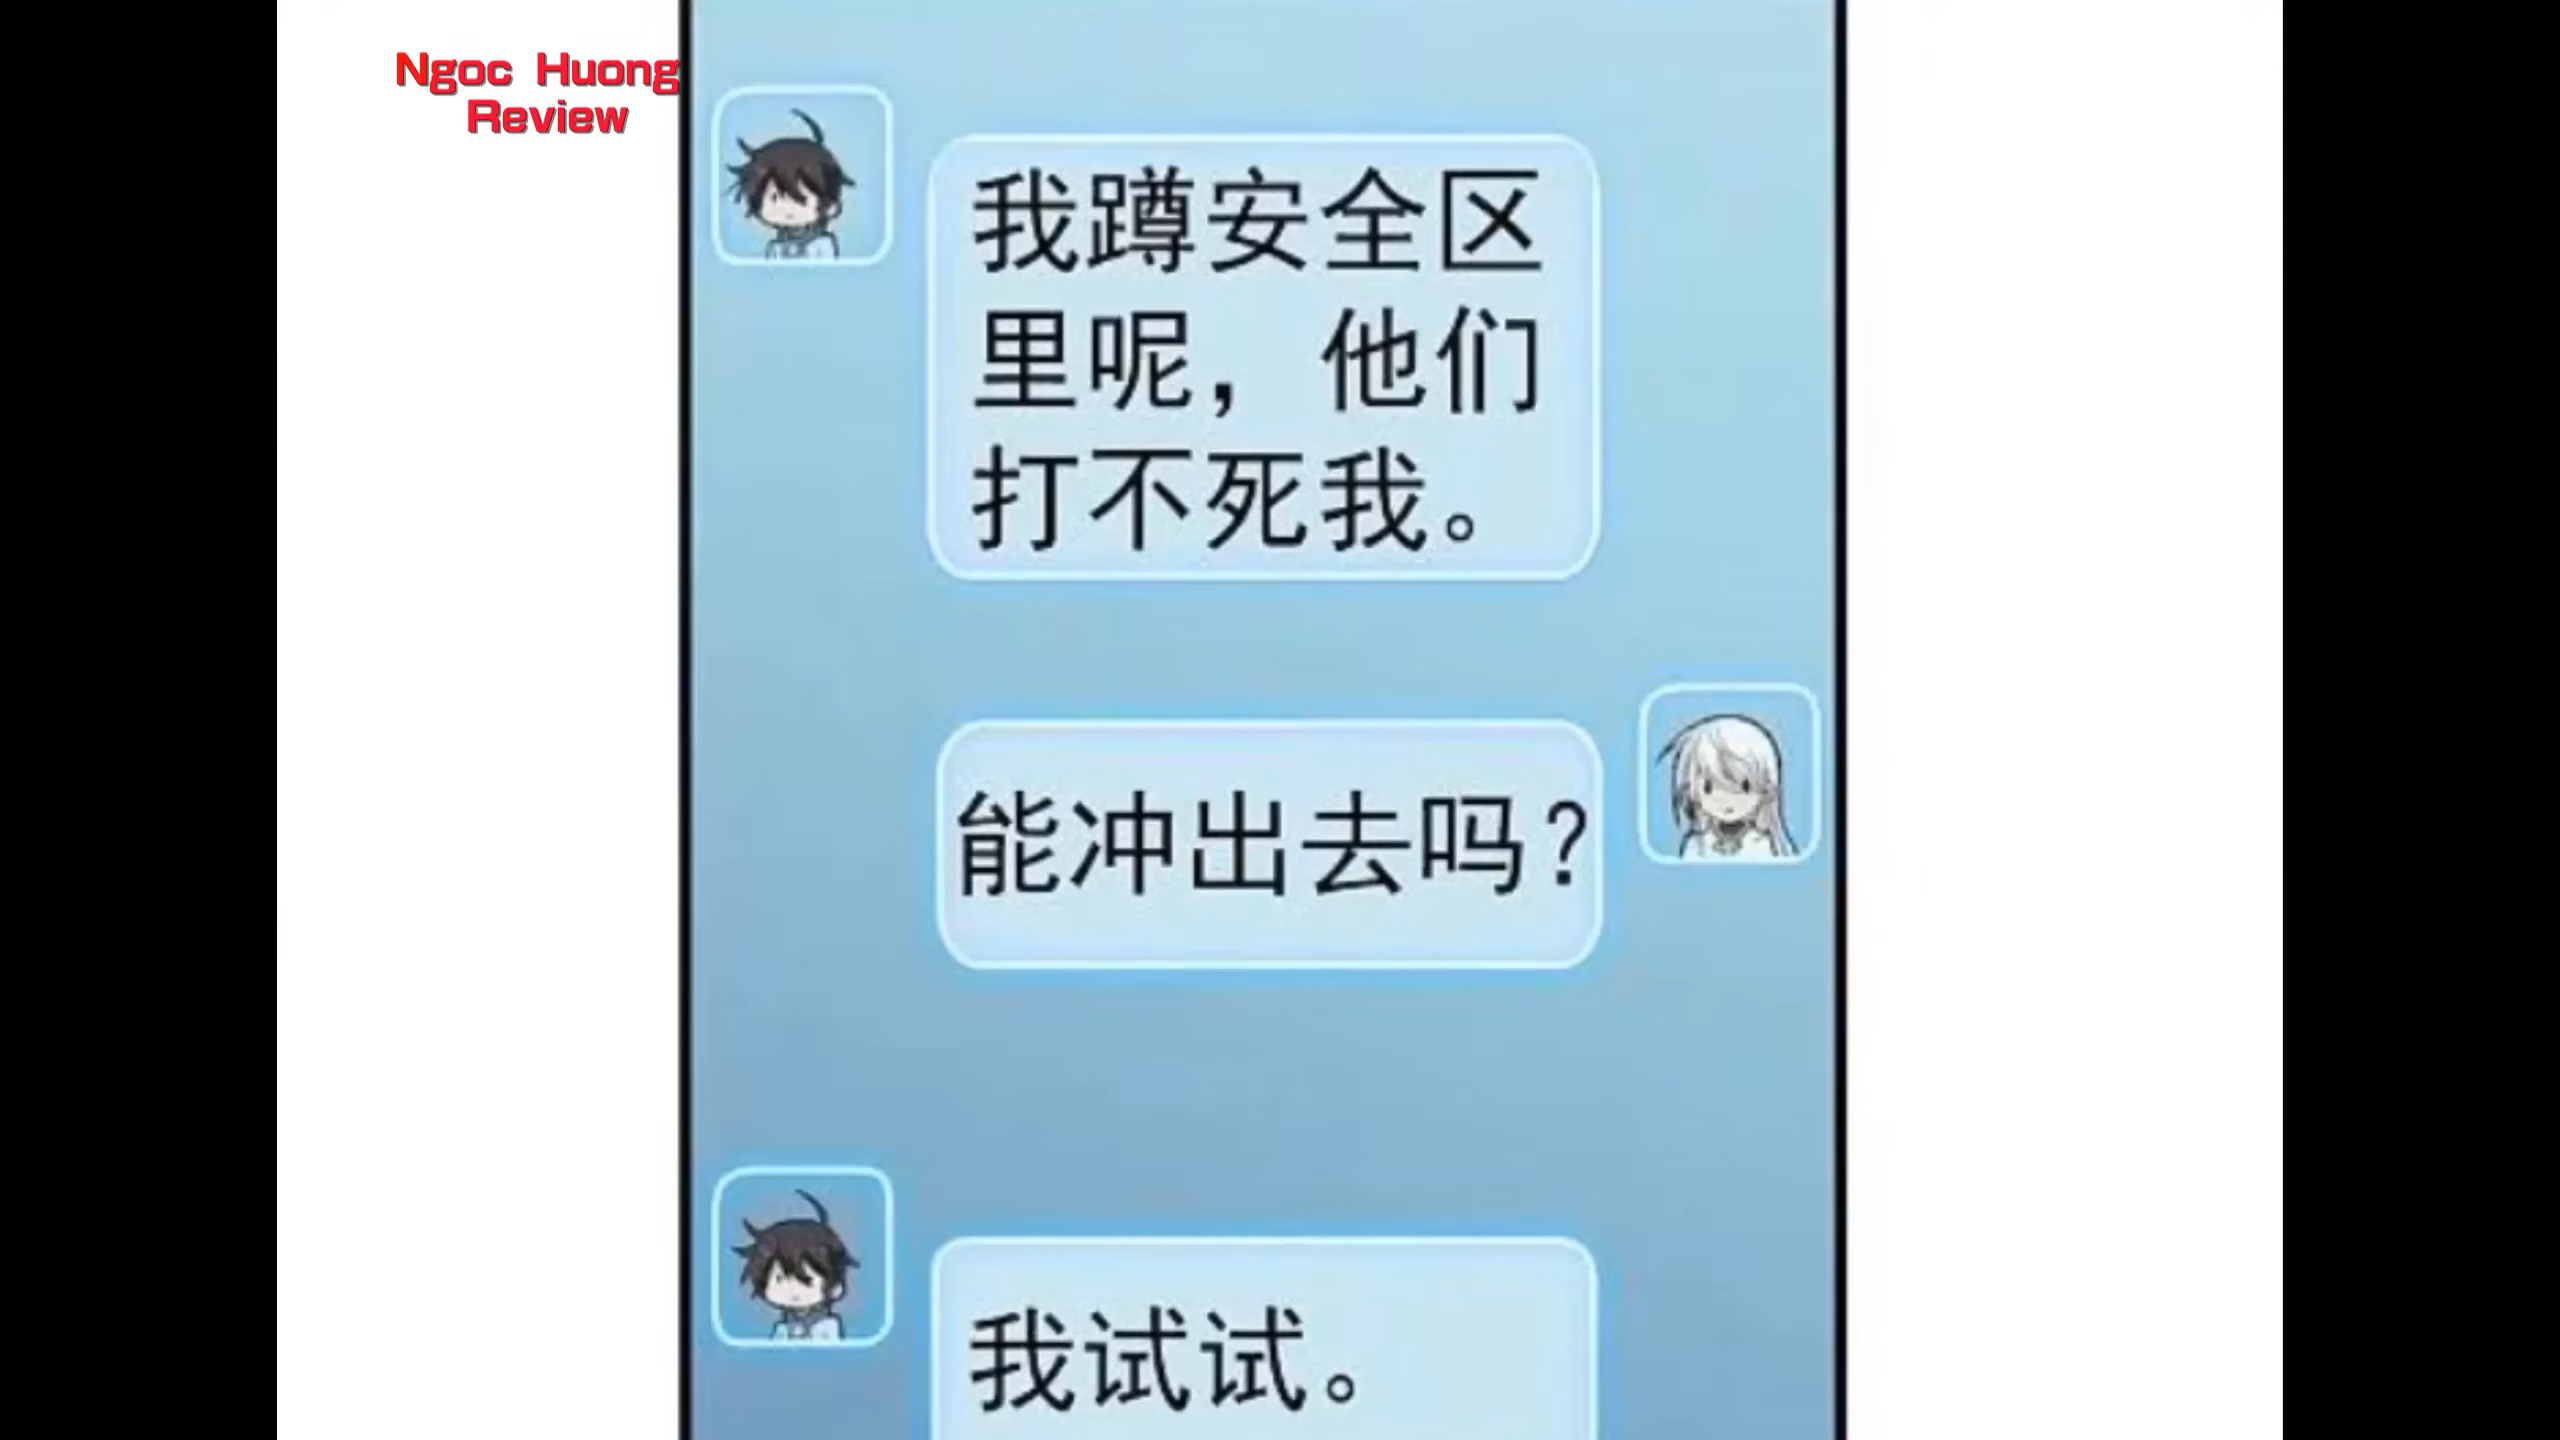 Ngoc Huong
Review
我蹲安全区
里呢，他们
打不死我。
能冲出去吗？
我试试。